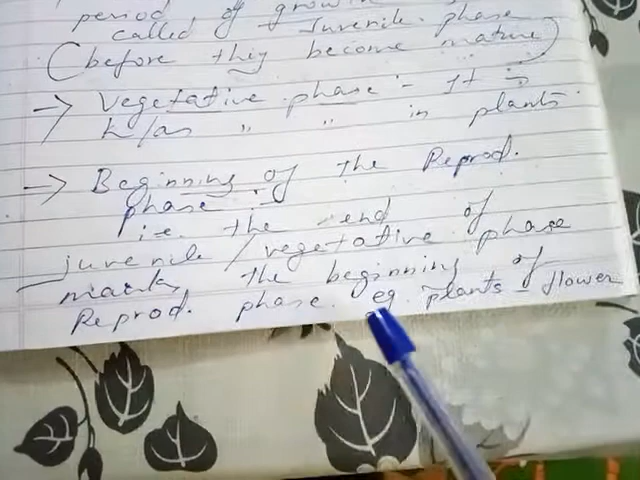 period of growth
called Juvenile phase
(before they become mature)
→ Vegetative phase :- It is
k/as " " in plants.
→ Beginning of the Reprod.
phase :-
i.e. the end of
juvenile / vegetative phase
marks the beginning of
Reprod. phase. eg. plants - flower